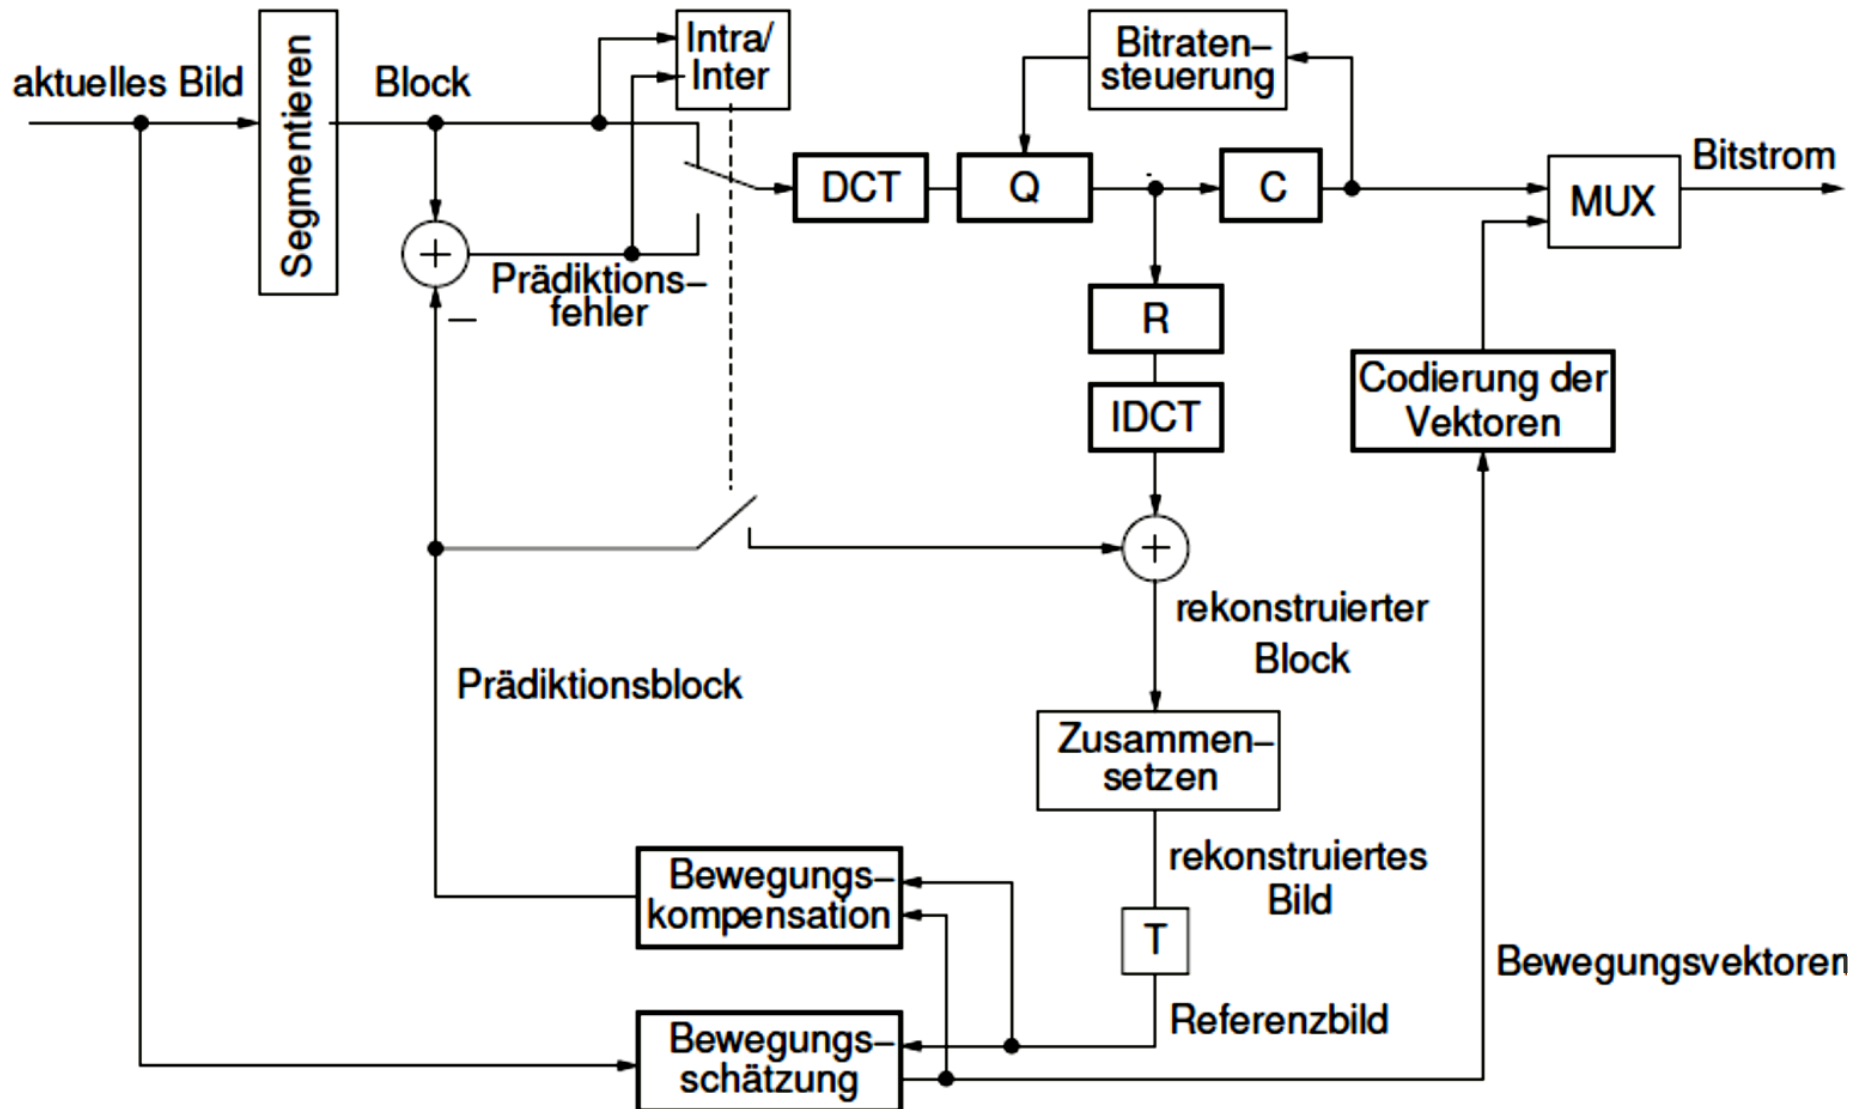 aktuelles Bild
Segmentieren
Block
Intra/
Inter
Bitraten–
steuerung
DCT
Q
C
MUX
Bitstrom
+
Prädiktions–
fehler
–
R
IDCT
Codierung der
Vektoren
+
rekonstruierter
Block
Prädiktionsblock
Zusammen–
setzen
rekonstruiertes
Bild
Bewegungs–
kompensation
T
Bewegungsvektoren
Referenzbild
Bewegungs–
schätzung